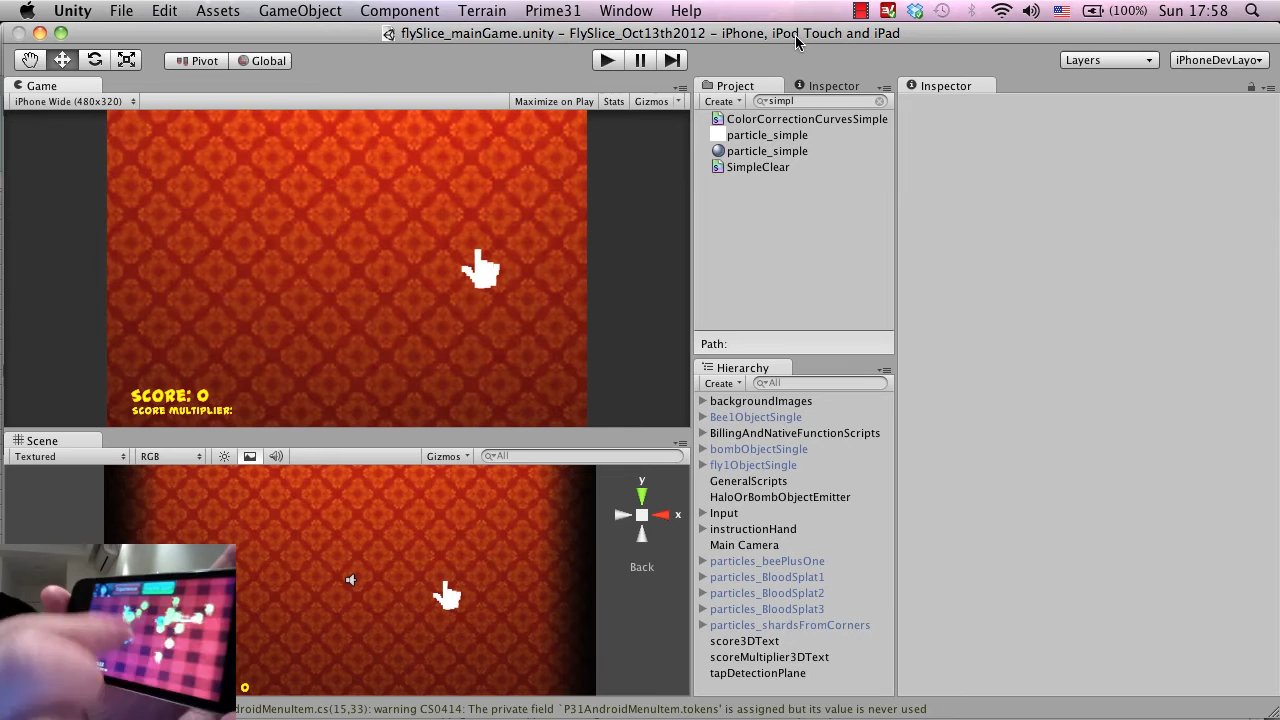 Unity File Edit Assets GameObject Component Terrain Prime31 Window Help (100%) Sun 17:58
flySlice_mainGame.unity - FlySlice_Oct13th2012 - iPhone, iPod Touch and iPad
Pivot Global Layers iPhoneDevLayo
Game Project Inspector Inspector
iPhone Wide (480x320) Maximize on Play Stats Gizmos Create simpl
ColorCorrectionCurvesSimple
particle_simple
particle_simple
SimpleClear
Path:
SCORE: 0
SCORE MULTIPLIER:
Hierarchy
Create All
backgroundImages
Bee1ObjectSingle
BillingAndNativeFunctionScripts
bombObjectSingle
fly1ObjectSingle
GeneralScripts
HaloOrBombObjectEmitter
Input
instructionHand
Main Camera
particles_beePlusOne
particles_BloodSplat1
particles_BloodSplat2
particles_BloodSplat3
particles_shardsFromCorners
score3DText
scoreMultiplier3DText
tapDetectionPlane
Scene
Textured RGB Gizmos All
y
x
Back
0
ndroidMenuItem.cs(15,33): warning CS0414: The private field `P31AndroidMenuItem.tokens' is assigned but its value is never used